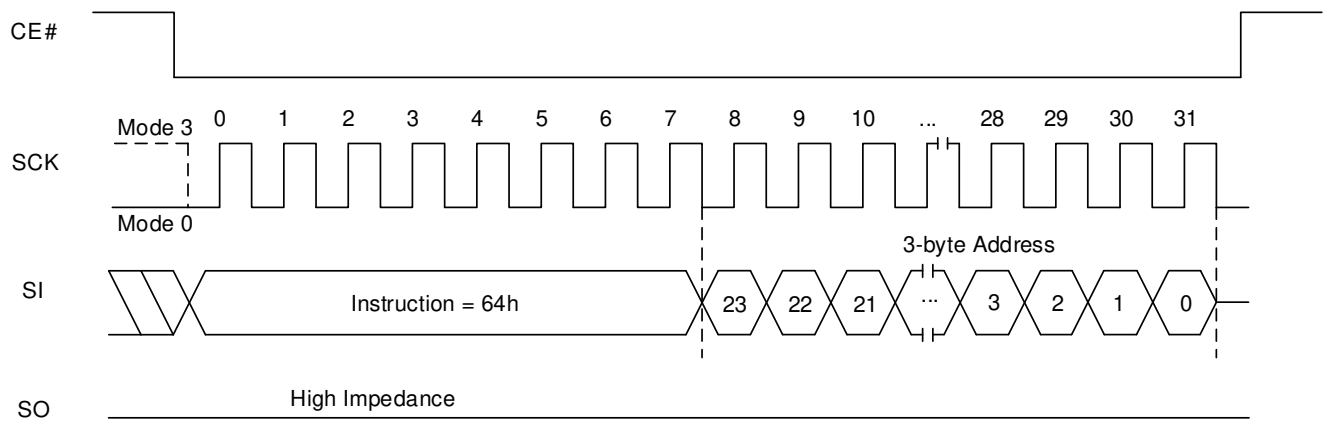 CE#
Mode 3 0 1 2 3 4 5 6 7 8 9 10 ... 28 29 30 31
SCK
Mode 0
3-byte Address
SI Instruction = 64h 23 22 21 ... 3 2 1 0
High Impedance
SO